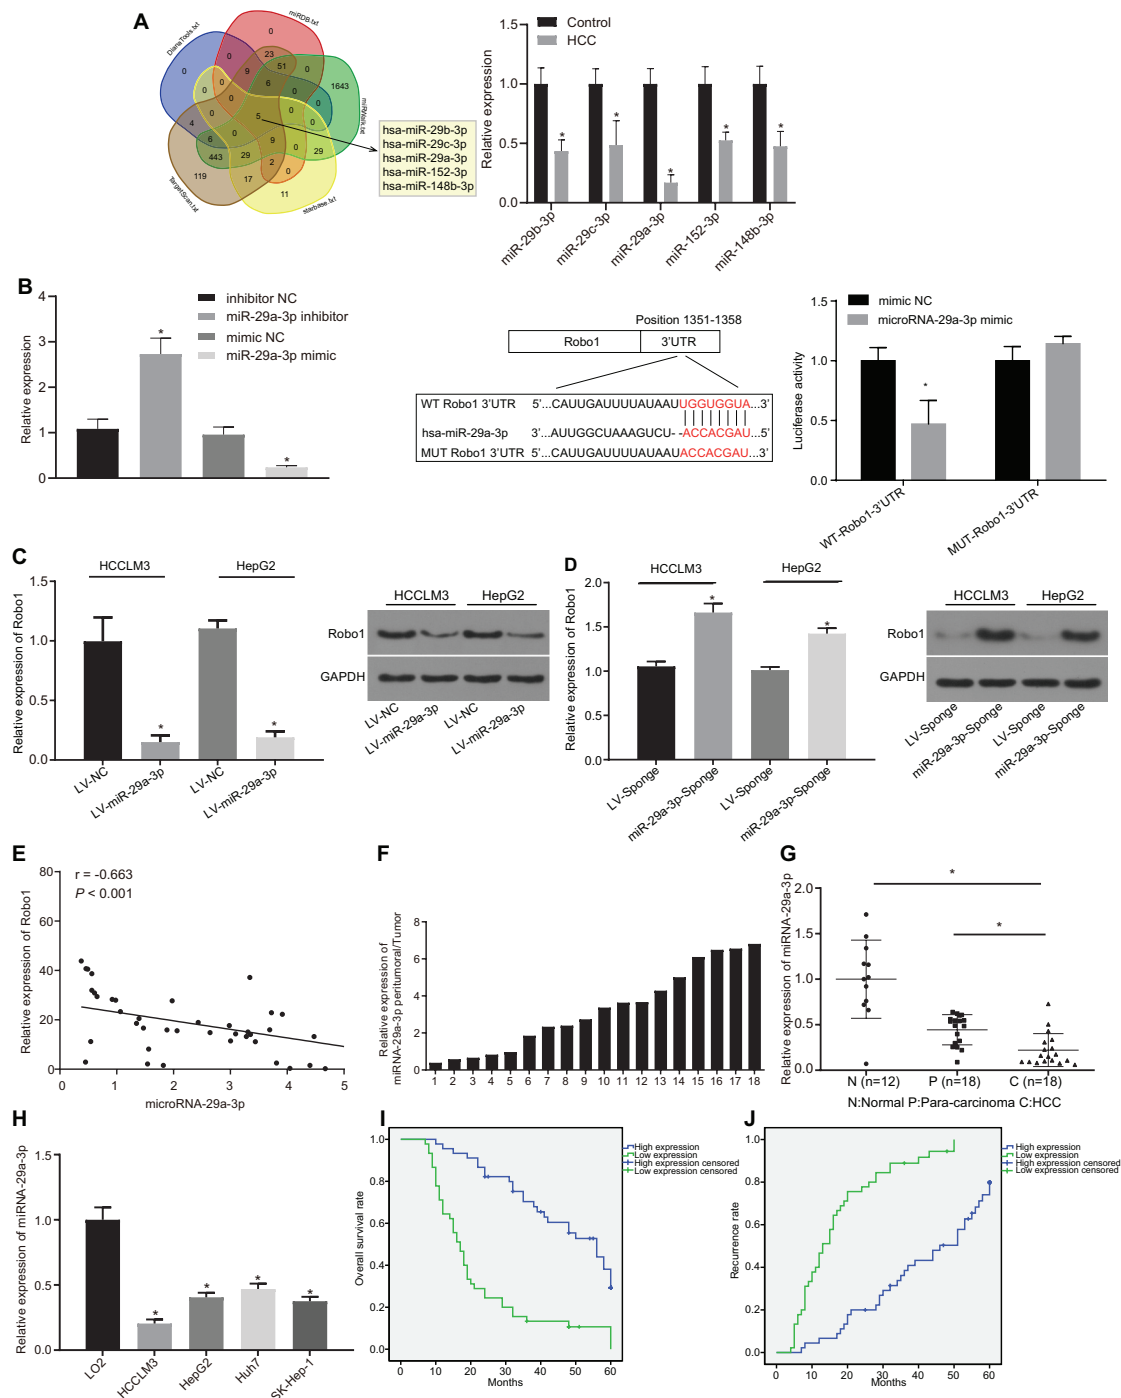 A
DianaTools.txt
miRDB.txt
miRWalk.txt
TargetScan.txt
starbase.txt
0
0
0
23
51
1643
0
9
6
0
0
0
0
0
0
0
4
5
0
6
0
0
443
29
9
0
29
119
17
2
0
11
hsa-miR-29b-3p
hsa-miR-29c-3p
hsa-miR-29a-3p
hsa-miR-152-3p
hsa-miR-148b-3p
Control
HCC
Relative expression
1.5
1.0
0.5
0.0
* * * * *
miR-29b-3p
miR-29c-3p
miR-29a-3p
miR-152-3p
miR-148b-3p
B
Relative expression
4
3
2
1
0
* *
inhibitor NC
miR-29a-3p inhibitor
mimic NC
miR-29a-3p mimic
Position 1351-1358
Robo1 3'UTR
WT Robo1 3'UTR 5'...CAUUGAUUUUAUAAUUGGUGGUA...3'
hsa-miR-29a-3p 3'...AUUGGCUAAAGUCU- -ACCACGAU...5'
MUT Robo1 3'UTR 5'...CAUUGAUUUUAUAAUACCACGAU...3'
mimic NC
microRNA-29a-3p mimic
Luciferase activity
1.5
1.0
0.5
0.0
*
WT-Robo1-3'UTR
MUT-Robo1-3'UTR
C
HCCLM3 HepG2
Relative expression of Robo1
1.5
1.0
0.5
0.0
* *
LV-NC
LV-miR-29a-3p
LV-NC
LV-miR-29a-3p
HCCLM3 HepG2
Robo1
GAPDH
LV-NC
LV-miR-29a-3p
LV-NC
LV-miR-29a-3p
D
HCCLM3 HepG2
Relative expression of Robo1
2.0
1.5
1.0
0.5
0.0
* *
LV-Sponge
miR-29a-3p-Sponge
LV-Sponge
miR-29a-3p-Sponge
HCCLM3 HepG2
Robo1
GAPDH
LV-Sponge
miR-29a-3p-Sponge
LV-Sponge
miR-29a-3p-Sponge
E
r = -0.663
P < 0.001
Relative expression of Robo1
80
60
40
20
0
0 1 2 3 4 5
microRNA-29a-3p
F
Relative expression of
miRNA-29a-3p peritumoral/Tumor
8
6
4
2
0
1 2 3 4 5 6 7 8 9 10 11 12 13 14 15 16 17 18
G
Relative expression of miRNA-29a-3p
2.0
1.5
1.0
0.5
0.0
*
*
N (n=12) P (n=18) C (n=18)
N:Normal P:Para-carcinoma C:HCC
H
Relative expression of miRNA-29a-3p
1.5
1.0
0.5
0.0
* * * *
LO2
HCCLM3
HepG2
Huh7
SK-Hep-1
I
Overall survival rate
1.0
0.8
0.6
0.4
0.2
0.0
0 10 20 30 40 50 60
Months
High expression
Low expression
High expression censored
Low expression censored
J
Recurrence rate
1.0
0.8
0.6
0.4
0.2
0.0
0 10 20 30 40 50 60
Months
High expression
Low expression
High expression censored
Low expression censored